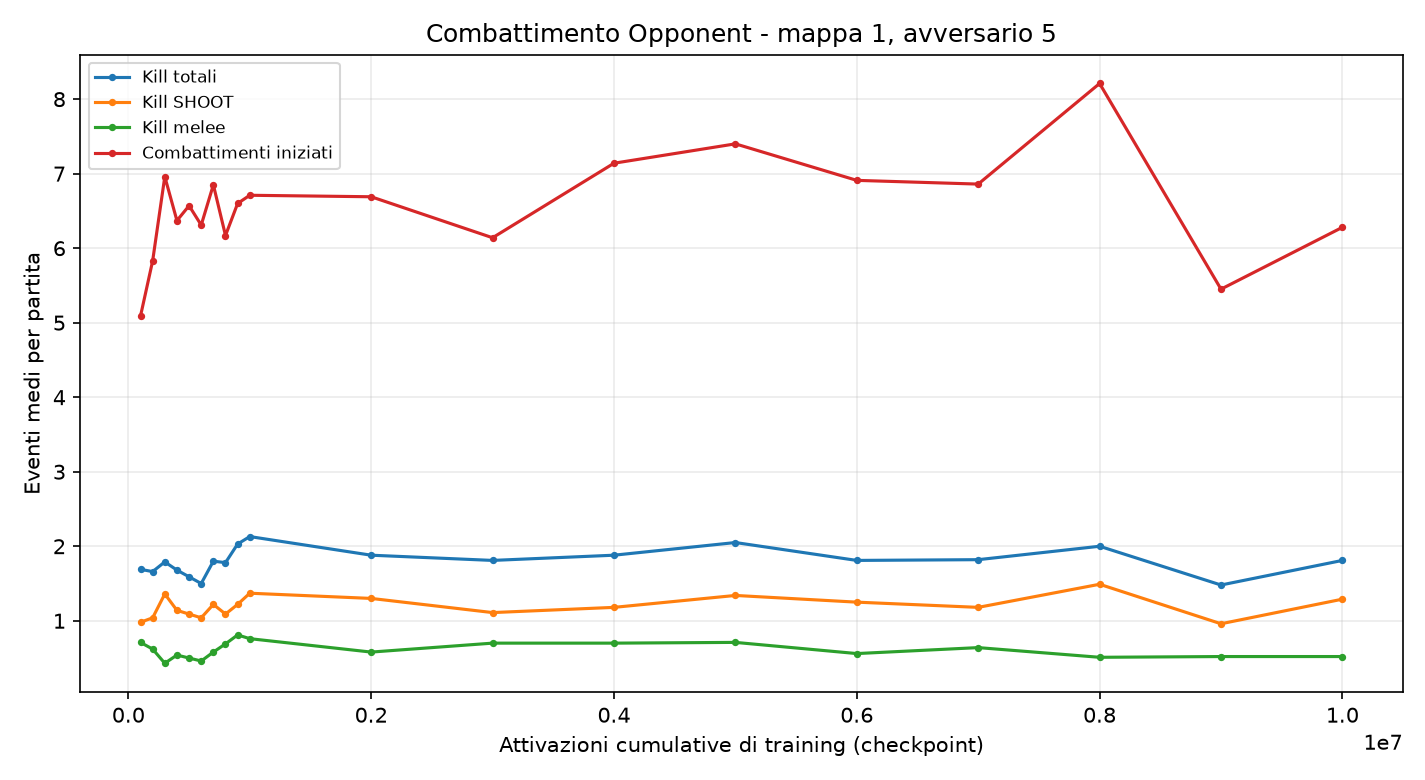 Combattimento Opponent - mappa 1, avversario 5
Kill totali
Kill SHOOT
Kill melee
Combattimenti iniziati
Eventi medi per partita
8
7
6
5
4
3
2
1
0.0 0.2 0.4 0.6 0.8 1.0
1e7
Attivazioni cumulative di training (checkpoint)